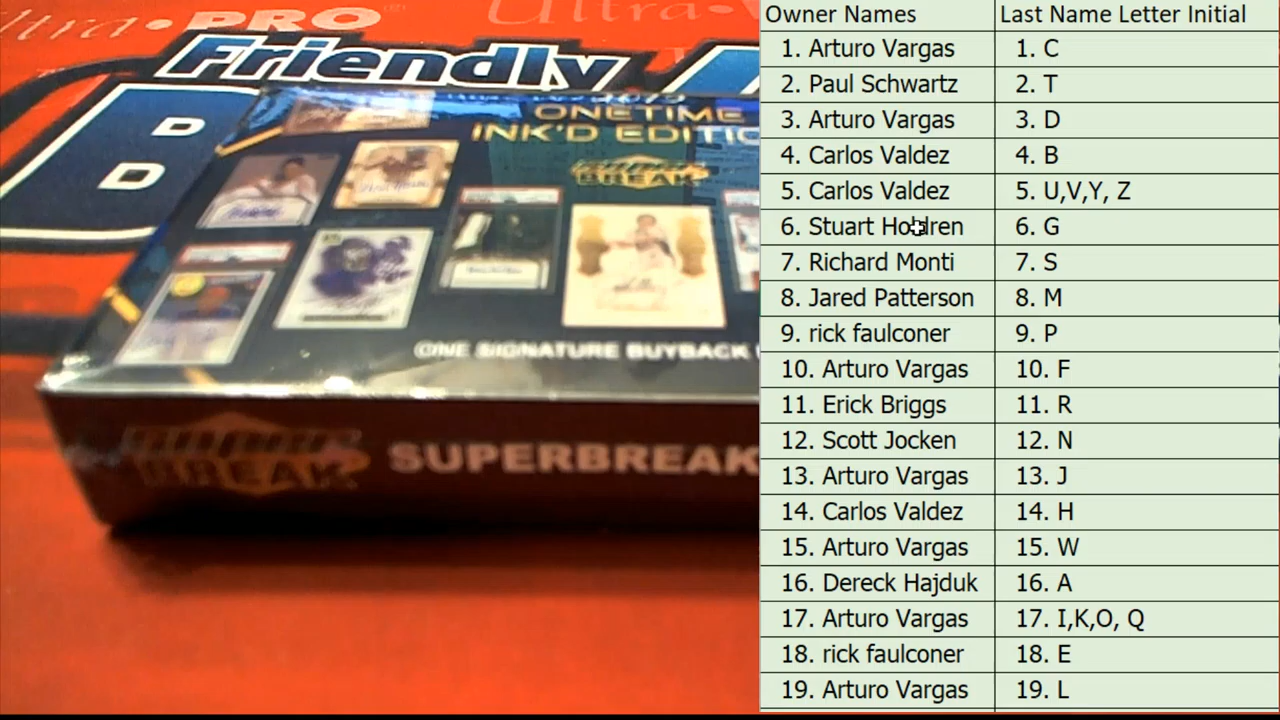 Ultra•PRO
Ultra•
Friendly
ONETIME
INK'D EDITIO
BREAK
ONE SIGNATURE BUYBACK
BREAK
SUPERBREAK
Owner Names Last Name Letter Initial
1. Arturo Vargas 1. C
2. Paul Schwartz 2. T
3. Arturo Vargas 3. D
4. Carlos Valdez 4. B
5. Carlos Valdez 5. U,V,Y, Z
6. Stuart 6. G
7. Richard Monti 7. S
8. Jared Patterson 8. M
9. rick faulconer 9. P
10. Arturo Vargas 10. F
11. Erick Briggs 11. R
12. Scott Jocken 12. N
13. Arturo Vargas 13. J
14. Carlos Valdez 14. H
15. Arturo Vargas 15. W
16. Dereck Hajduk 16. A
17. Arturo Vargas 17. I,K,O, Q
18. rick faulconer 18. E
19. Arturo Vargas 19. L